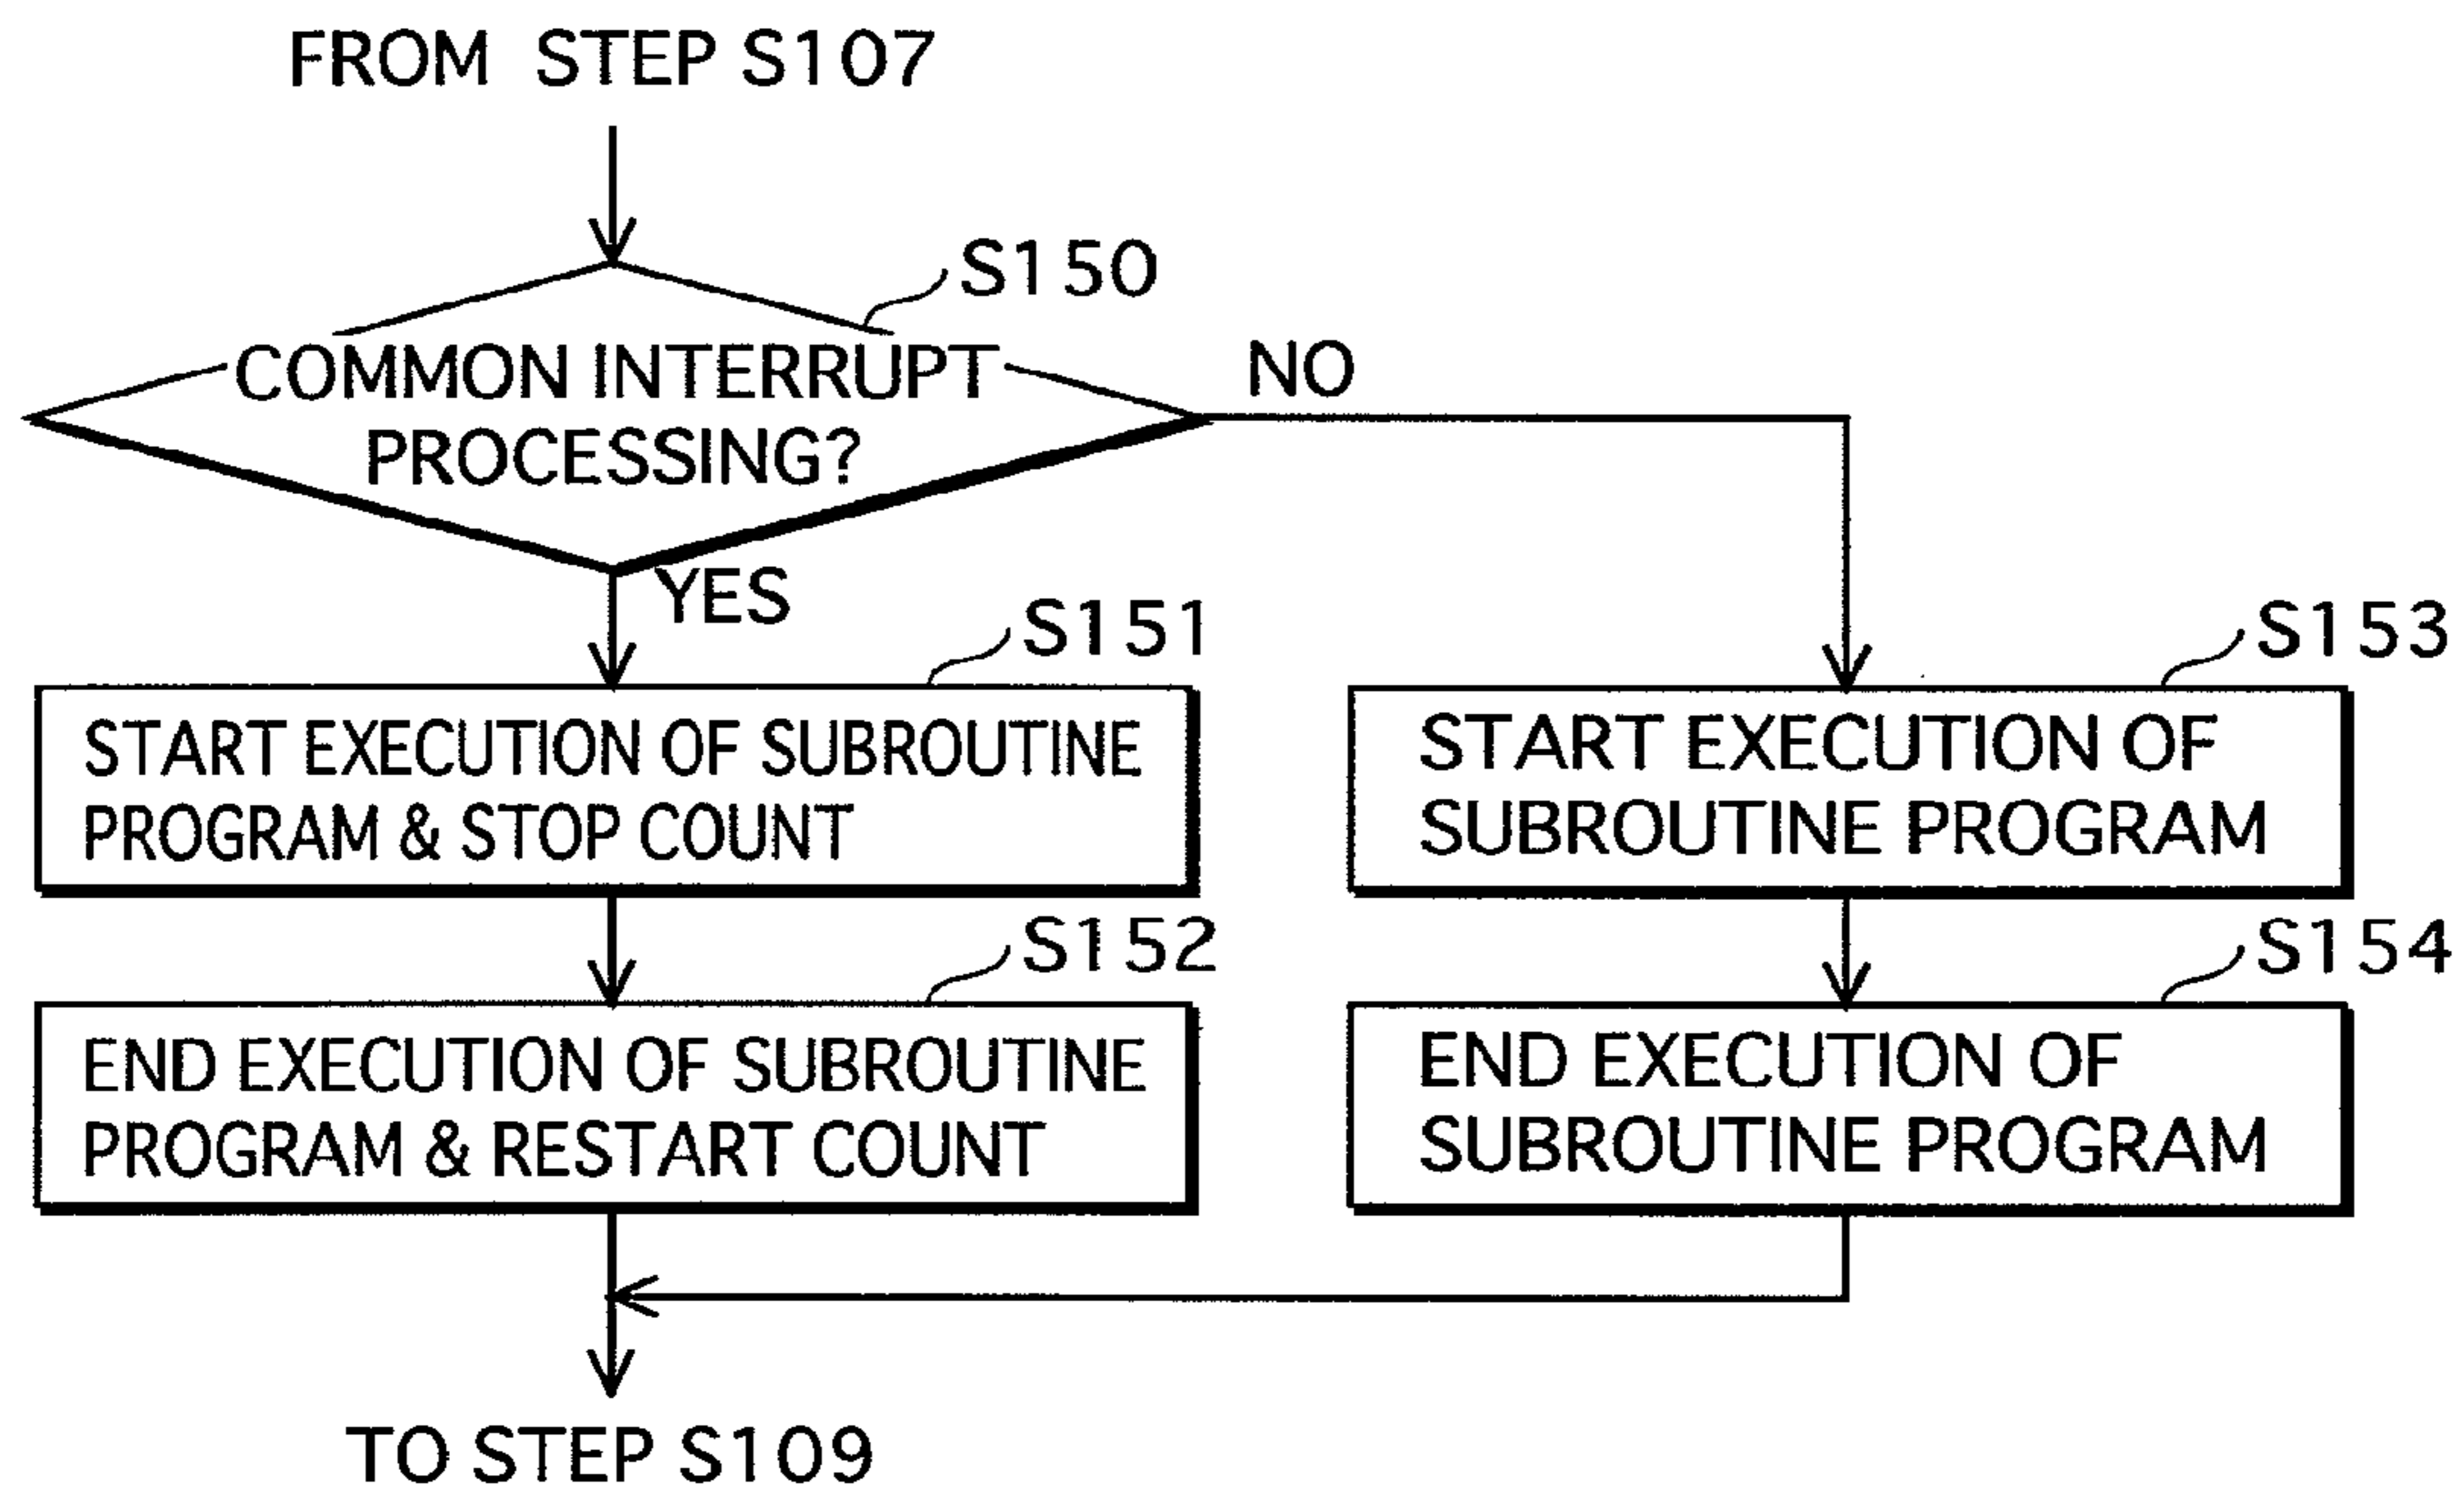 FROM STEP S107
S150
COMMON INTERRUPT
PROCESSING?
NO
YES
S151
START EXECUTION OF SUBROUTINE
PROGRAM & STOP COUNT
S152
END EXECUTION OF SUBROUTINE
PROGRAM & RESTART COUNT
S153
START EXECUTION OF
SUBROUTINE PROGRAM
S154
END EXECUTION OF
SUBROUTINE PROGRAM
TO STEP S109